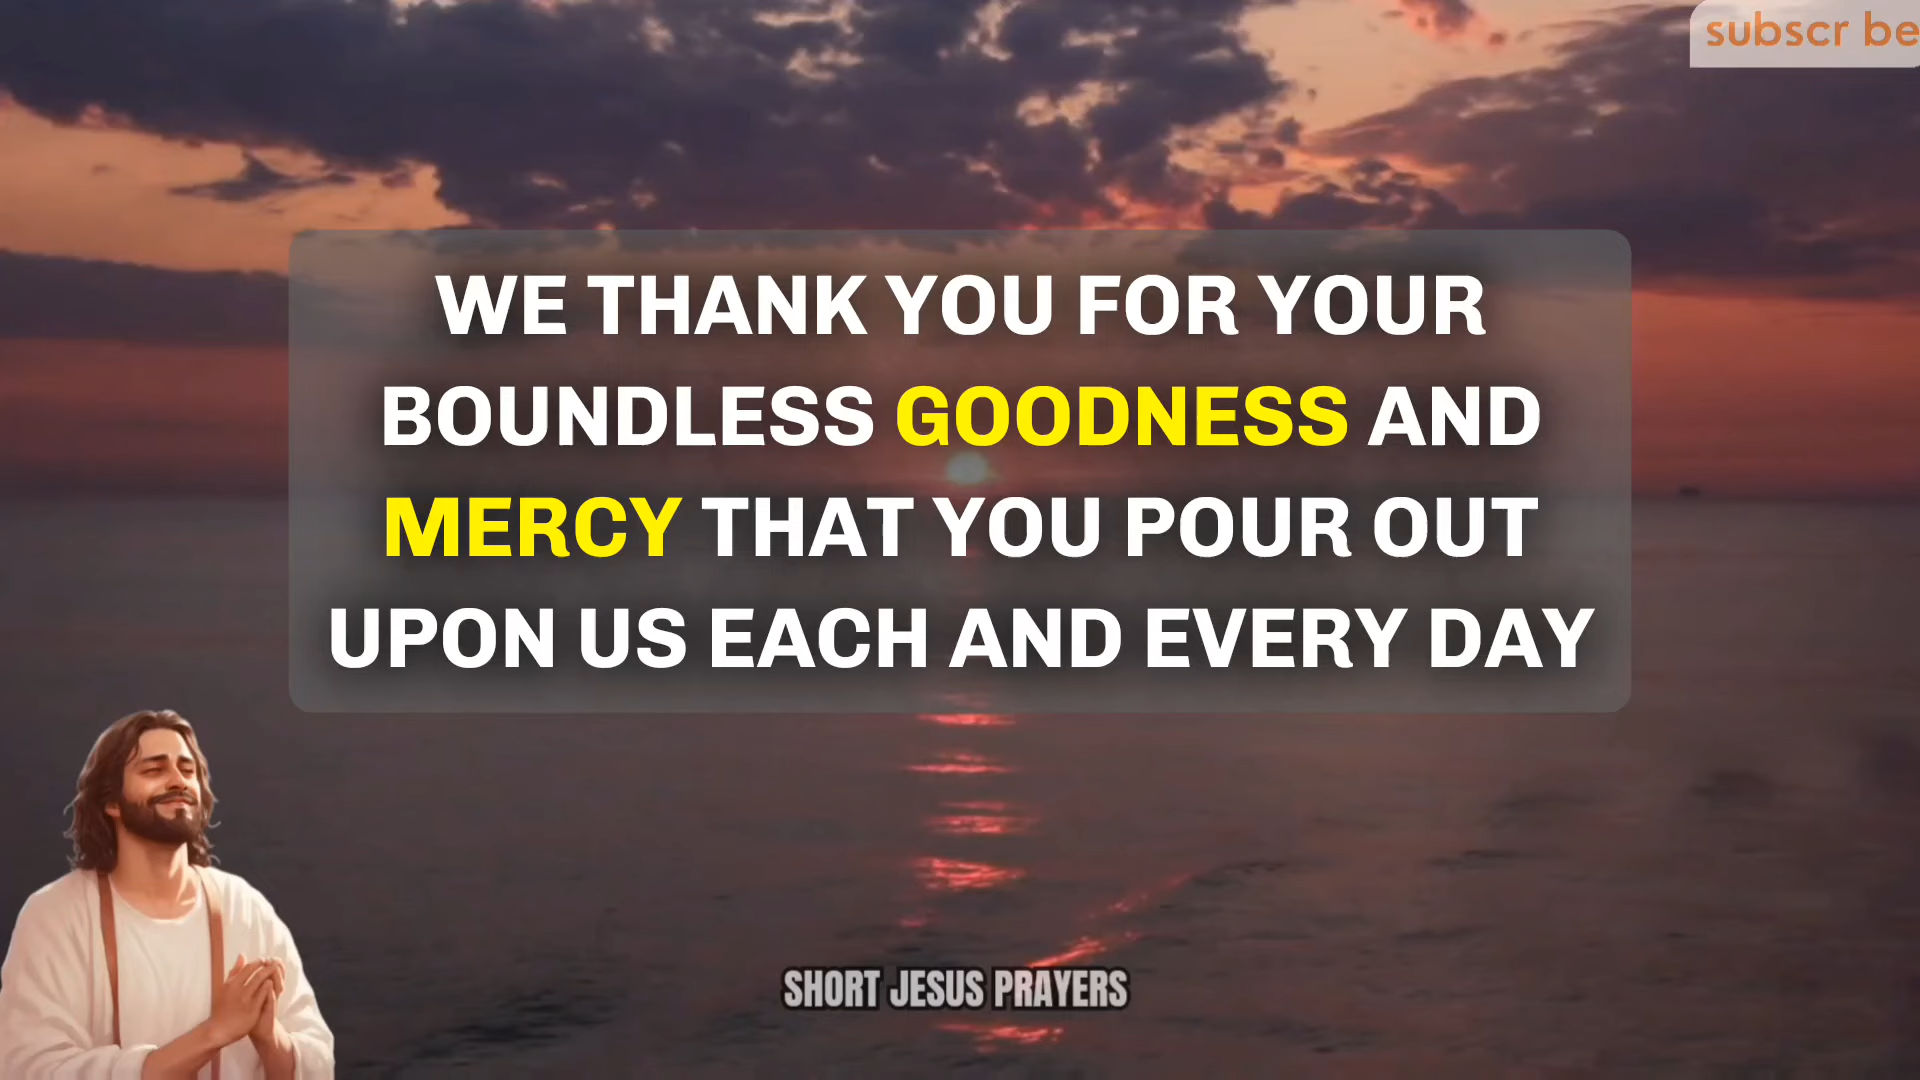 subscr be
WE THANK YOU FOR YOUR
BOUNDLESS GOODNESS AND
MERCY THAT YOU POUR OUT
UPON US EACH AND EVERY DAY
SHORT JESUS PRAYERS